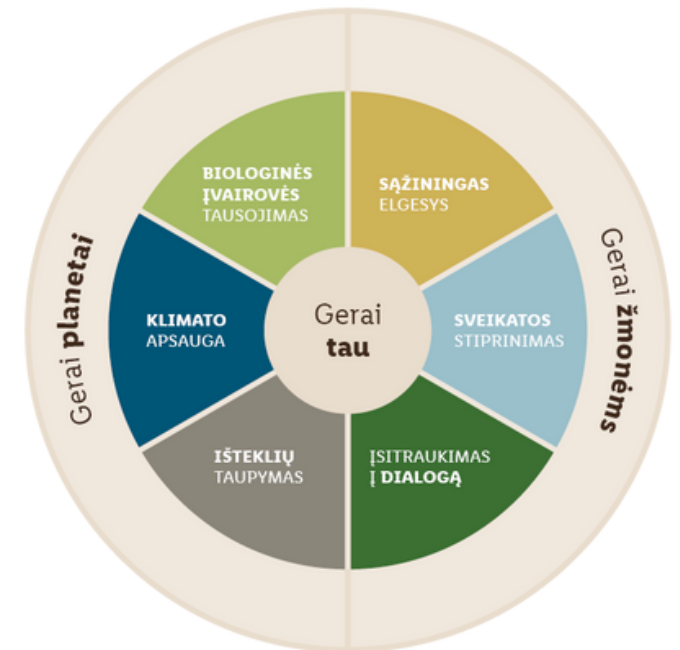 BIOLOGINĖS
ĮVAIROVĖS
TAUSOJIMAS
SĄŽININGAS
ELGESYS
Gerai planetai
KLIMATO
APSAUGA
Gerai
tau
SVEIKATOS
STIPRINIMAS
Gerai žmonėms
IŠTEKLIŲ
TAUPYMAS
ĮSITRAUKIMAS
Į DIALOGĄ